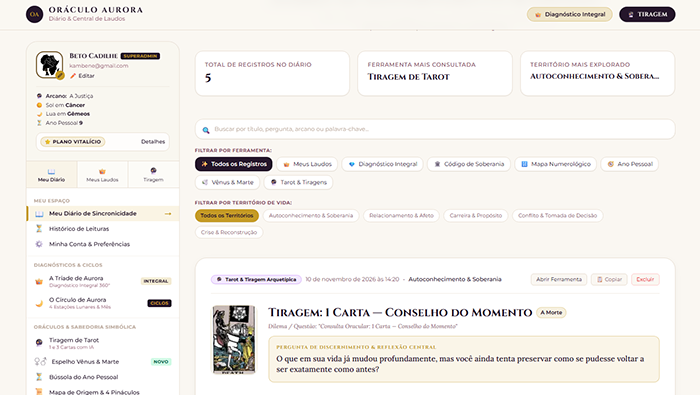 OA
ORÁCULO AURORA
Diário & Central de Laudos
Diagnóstico Integral
TIRAGEM
BETO CADILHE
SUPERADMIN
kambene@gmail.com
Editar
Arcano: A Justiça
Sol em Câncer
Lua em Gêmeos
Ano Pessoal 9
PLANO VITALÍCIO
Detalhes
Meu Diário
Meus Laudos
Tiragem
MEU ESPAÇO
Meu Diário de Sincronicidade →
Histórico de Leituras
Minha Conta & Preferências
DIAGNÓSTICOS & CICLOS
A Tríade de Aurora
Diagnóstico Integral 360°
INTEGRAL
O Círculo de Aurora
4 Estações Lunares & Mês
CICLOS
ORÁCULOS & SABEDORIA SIMBÓLICA
Tiragem de Tarot
1 e 3 Cartas com IA
Espelho Vênus & Marte
NOVO
Bússola do Ano Pessoal
Mapa de Origem & 4 Pináculos
TOTAL DE REGISTROS NO DIÁRIO
5
FERRAMENTA MAIS CONSULTADA
TIRAGEM DE TAROT
TERRITÓRIO MAIS EXPLORADO
AUTOCONHECIMENTO & SOBERA...
Buscar por título, pergunta, arcano ou palavra-chave...
FILTRAR POR FERRAMENTA:
Todos os Registros
Meus Laudos
Diagnóstico Integral
Código de Soberania
Mapa Numerológico
Ano Pessoal
Vênus & Marte
Tarot & Tiragens
FILTRAR POR TERRITÓRIO DE VIDA:
Todos os Territórios
Autoconhecimento & Soberania
Relacionamento & Afeto
Carreira & Propósito
Conflito & Tomada de Decisão
Crise & Reconstrução
Tarot & Tiragem Arquetípica
10 de novembro de 2026 às 14:20 • Autoconhecimento & Soberania
Abrir Ferramenta
Copiar
Excluir
TIRAGEM: 1 CARTA — CONSELHO DO MOMENTO
A Morte
Dilema / Questão: "Consulta Oracular: 1 Carta — Conselho do Momento"
PERGUNTA DE DISCERNIMENTO & REFLEXÃO CENTRAL
O que em sua vida já mudou profundamente, mas você ainda tenta preservar como se pudesse voltar a
ser exatamente como antes?
DEATH